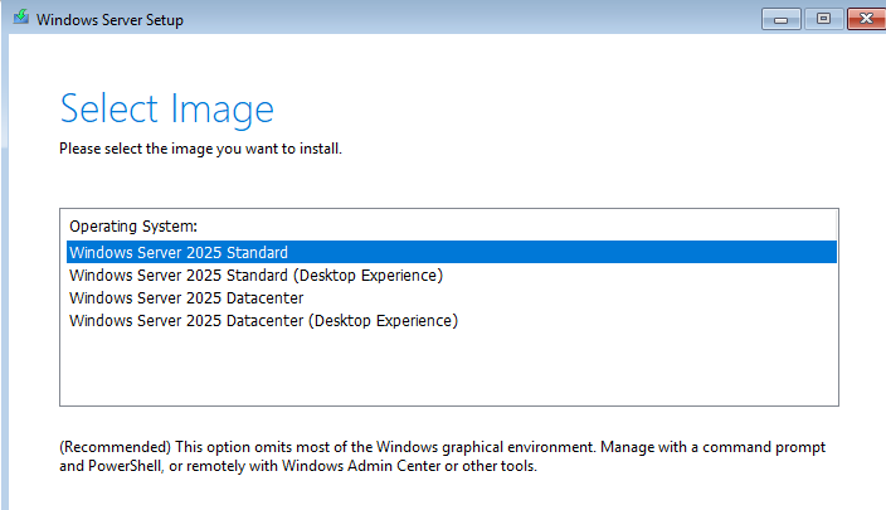 Windows Server Setup
Select Image
Please select the image you want to install.
Operating System:
Windows Server 2025 Standard
Windows Server 2025 Standard (Desktop Experience)
Windows Server 2025 Datacenter
Windows Server 2025 Datacenter (Desktop Experience)
(Recommended) This option omits most of the Windows graphical environment. Manage with a command prompt
and PowerShell, or remotely with Windows Admin Center or other tools.